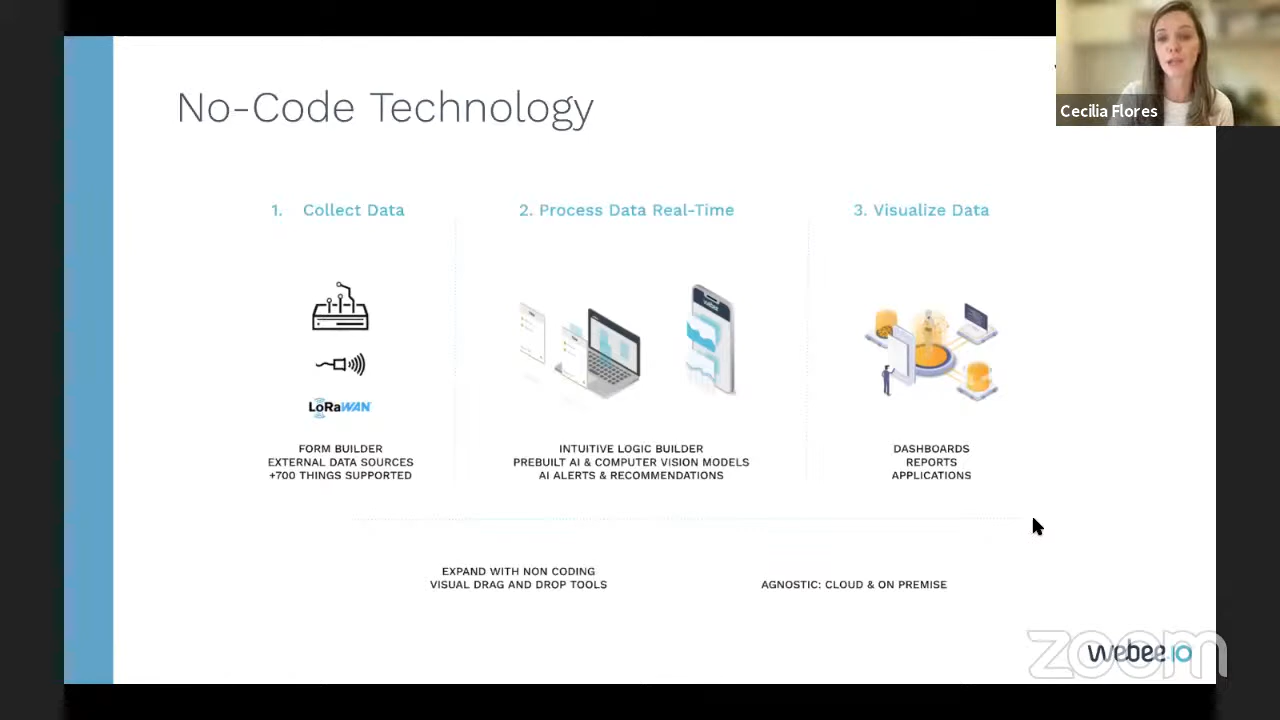 No-Code Technology
Cecilia Flores
1. Collect Data
2. Process Data Real-Time
3. Visualize Data
LoRaWAN
FORM BUILDER
EXTERNAL DATA SOURCES
+700 THINGS SUPPORTED
INTUITIVE LOGIC BUILDER
PREBUILT AI & COMPUTER VISION MODELS
AI ALERTS & RECOMMENDATIONS
DASHBOARDS
REPORTS
APPLICATIONS
EXPAND WITH NON CODING
VISUAL DRAG AND DROP TOOLS
AGNOSTIC: CLOUD & ON PREMISE
zoom
webee IO